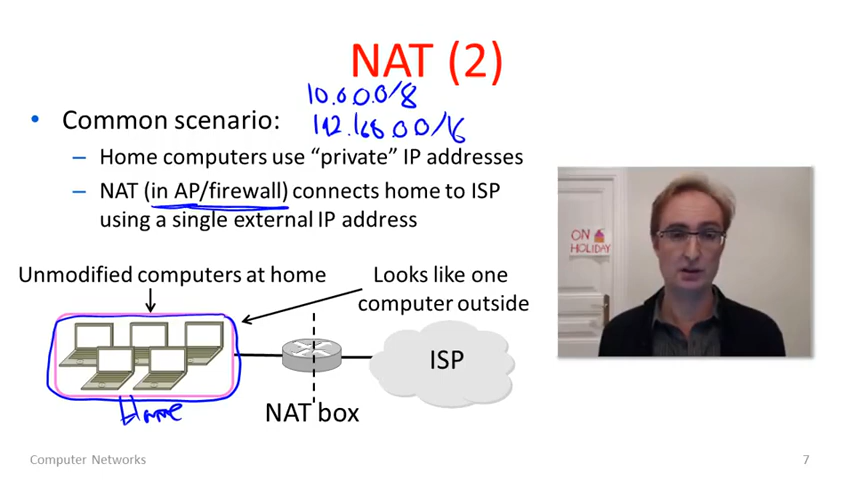 NAT (2)
10.0.0.0/8
• Common scenario:
192.168.0.0/16
– Home computers use “private” IP addresses
– NAT (in AP/firewall) connects home to ISP
using a single external IP address
ON
HOLIDAY
Unmodified computers at home
Looks like one
computer outside
ISP
Home
NAT box
Computer Networks
7